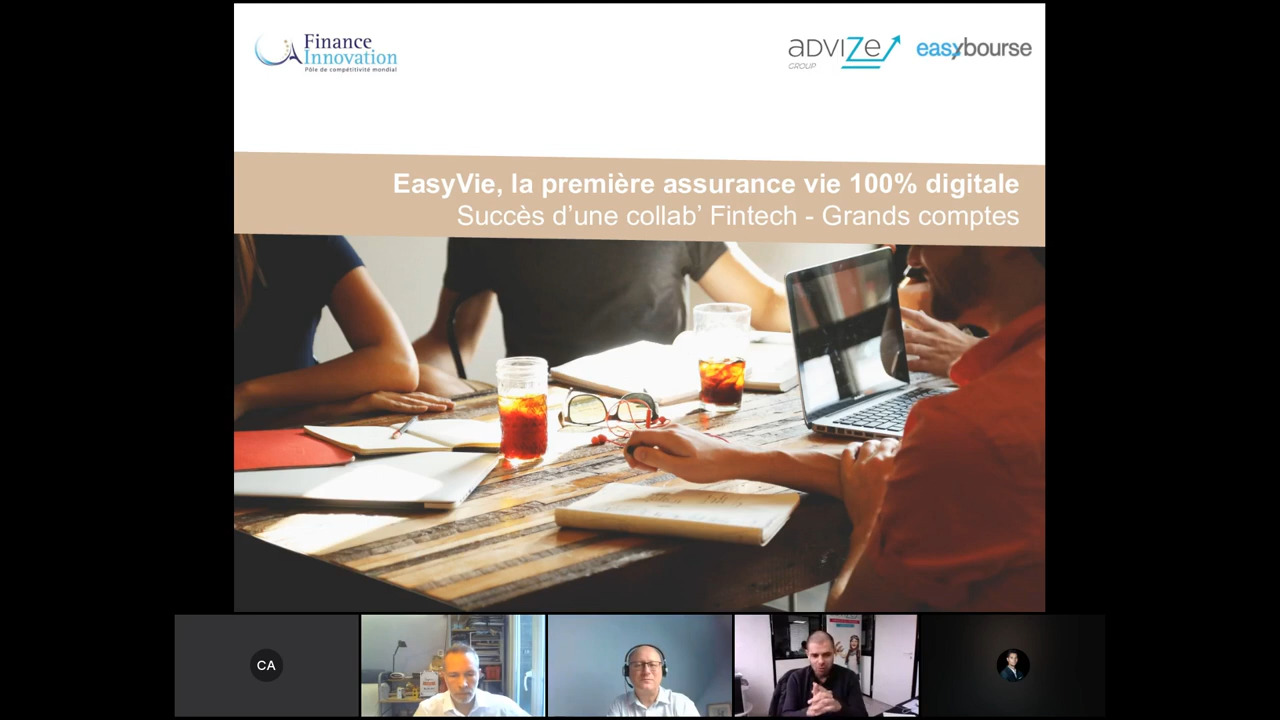 Finance
Innovation
Pôle de compétitivité mondial
advize
GROUP
easybourse
EasyVie, la première assurance vie 100% digitale
Succès d’une collab’ Fintech - Grands comptes
CA